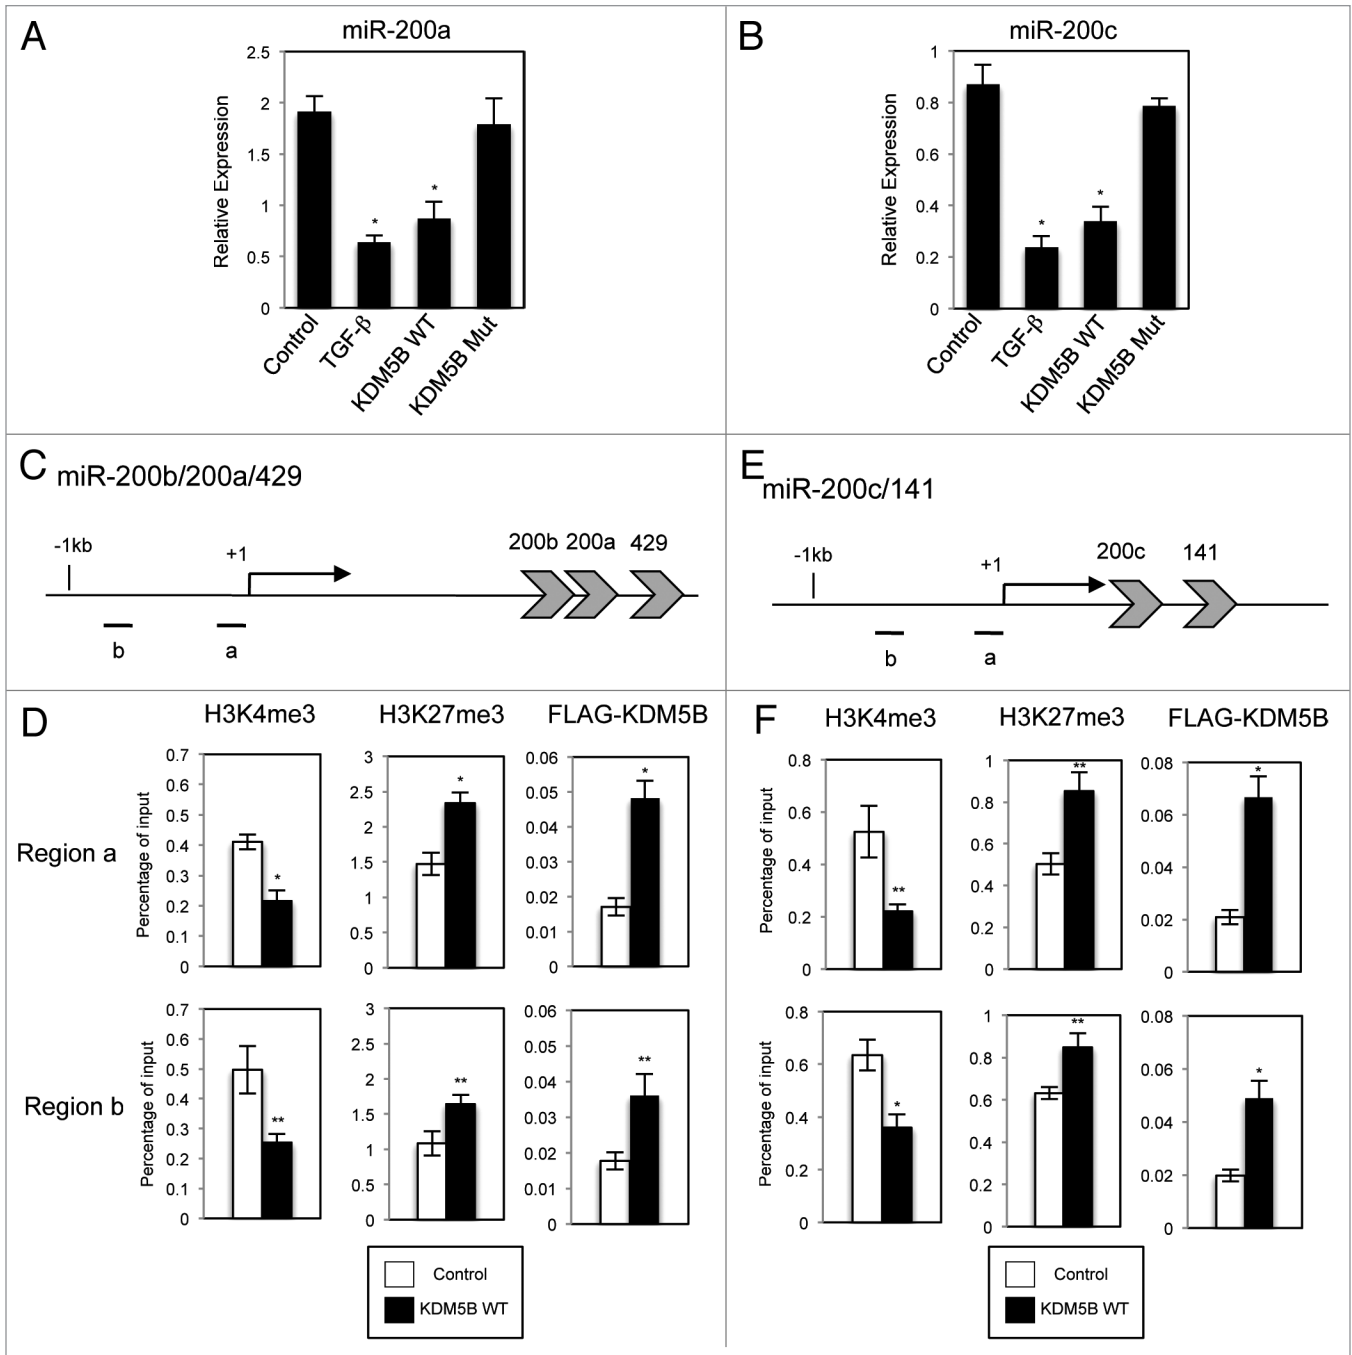 A
miR-200a
2.5
2
1.5
1
0.5
0
Relative Expression
*
*
Control
TGF-β
KDM5B WT
KDM5B Mut
B
miR-200c
1
0.8
0.6
0.4
0.2
0
Relative Expression
*
*
Control
TGF-β
KDM5B WT
KDM5B Mut
C
miR-200b/200a/429
-1kb
+1
200b 200a 429
b
a
E
miR-200c/141
-1kb
+1
200c
141
b
a
D
H3K4me3
H3K27me3
FLAG-KDM5B
Region a
Percentage of input
0.7
0.6
0.5
0.4
0.3
0.2
0.1
0
*
3
2.5
2
1.5
1
0.5
0
*
0.06
0.05
0.04
0.03
0.02
0.01
0
*
Region b
Percentage of input
0.7
0.6
0.5
0.4
0.3
0.2
0.1
0
**
3
2.5
2
1.5
1
0.5
0
**
0.06
0.05
0.04
0.03
0.02
0.01
0
**
Control
KDM5B WT
F
H3K4me3
H3K27me3
FLAG-KDM5B
Percentage of input
0.8
0.6
0.4
0.2
0
**
1
0.8
0.6
0.4
0.2
0
**
0.08
0.06
0.04
0.02
0
*
Percentage of input
0.8
0.6
0.4
0.2
0
*
1
0.8
0.6
0.4
0.2
0
**
0.08
0.06
0.04
0.02
0
*
Control
KDM5B WT